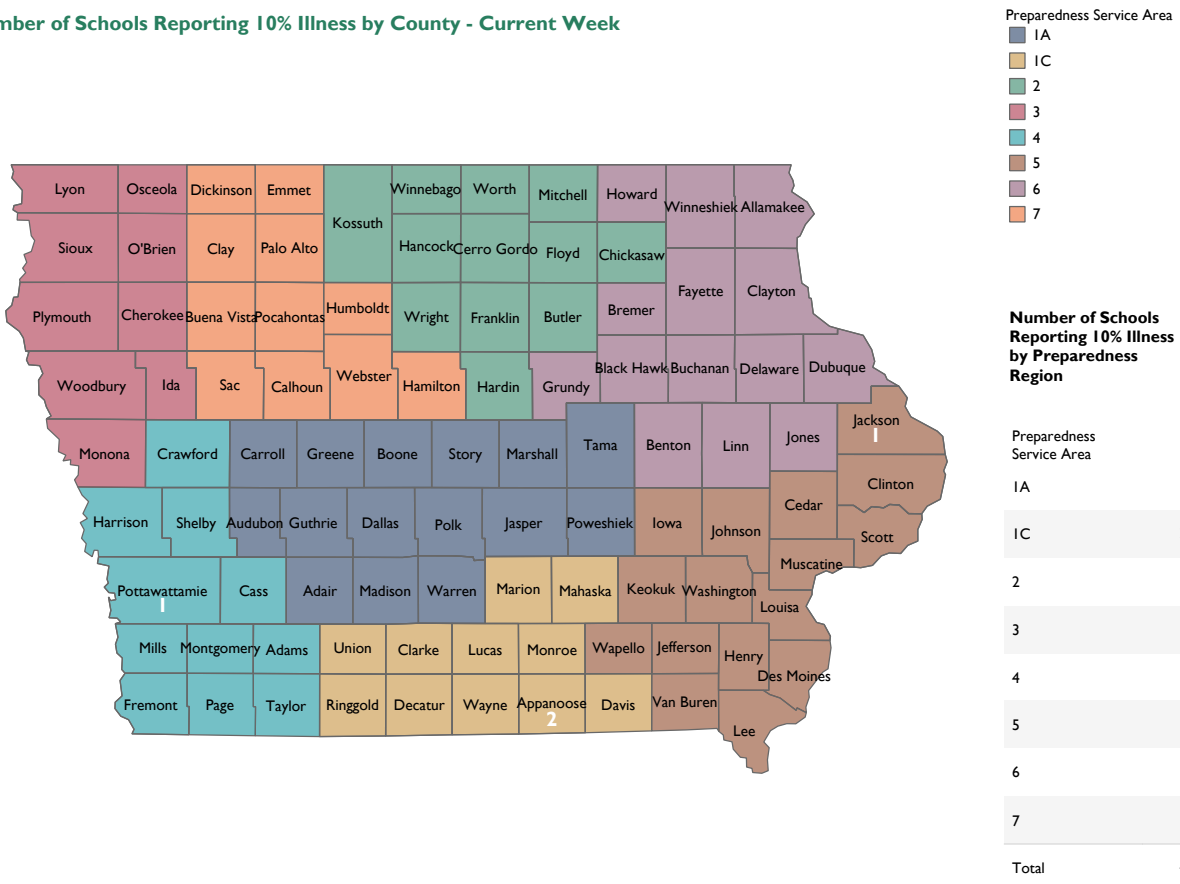 mber of Schools Reporting 10% Illness by County - Current Week
Preparedness Service Area
1A
1C
2
3
4
5
6
7
Lyon
Osceola
Dickinson
Emmet
Kossuth
Winnebago
Worth
Mitchell
Howard
Winneshiek
Allamakee
Sioux
O'Brien
Clay
Palo Alto
Hancock
Cerro Gordo
Floyd
Chickasaw
Plymouth
Cherokee
Buena Vista
Pocahontas
Humboldt
Wright
Franklin
Butler
Bremer
Fayette
Clayton
Woodbury
Ida
Sac
Calhoun
Webster
Hamilton
Hardin
Grundy
Black Hawk
Buchanan
Delaware
Dubuque
Monona
Crawford
Carroll
Greene
Boone
Story
Marshall
Tama
Benton
Linn
Jones
Jackson
1
Clinton
Harrison
Shelby
Audubon
Guthrie
Dallas
Polk
Jasper
Poweshiek
Iowa
Johnson
Cedar
Scott
Muscatine
Pottawattamie
1
Cass
Adair
Madison
Warren
Marion
Mahaska
Keokuk
Washington
Louisa
Mills
Montgomery
Adams
Union
Clarke
Lucas
Monroe
Wapello
Jefferson
Henry
Des Moines
Fremont
Page
Taylor
Ringgold
Decatur
Wayne
Appanoose
2
Davis
Van Buren
Lee
Number of Schools
Reporting 10% Illness
by Preparedness
Region
Preparedness
Service Area
1A
1C
2
3
4
5
6
7
Total